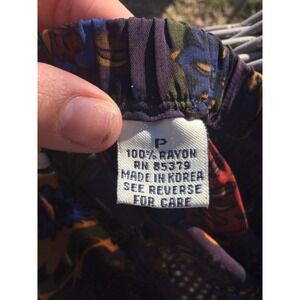 P
100% RAYON
RN 85379
MADE IN KOREA
SEE REVERSE
FOR CARE